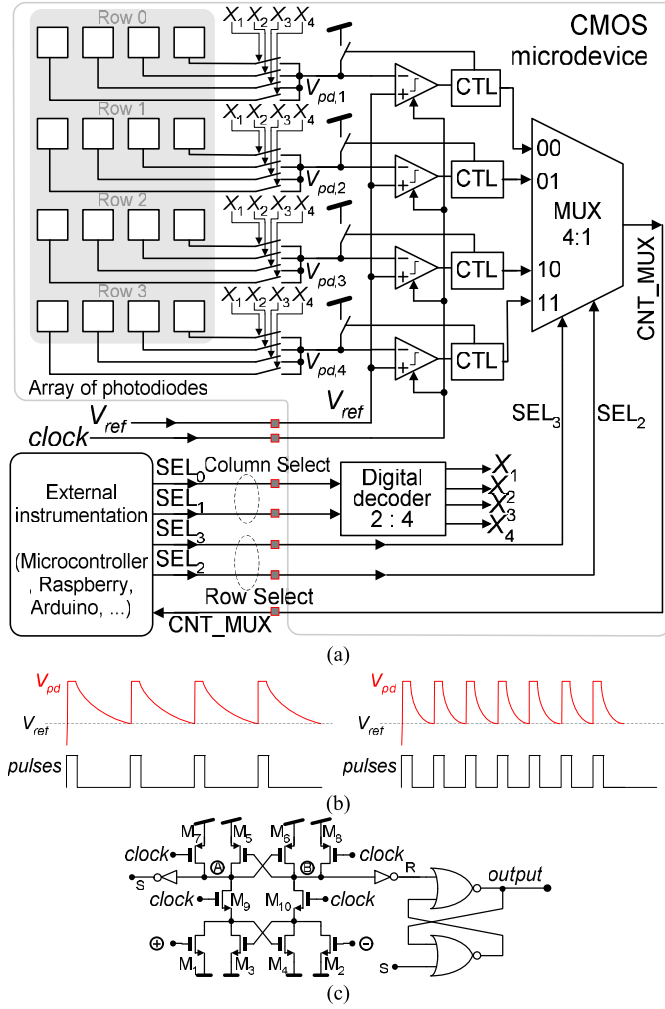 Row 0
X1 X2 X3 X4
CMOS
microdevice
Vpd,1
CTL
Row 1
X1 X2 X3 X4
Vpd,2
CTL
00
01
MUX
4:1
10
11
CNT_MUX
Row 2
X1 X2 X3 X4
Vpd,3
CTL
Row 3
X1 X2 X3 X4
Vpd,4
CTL
Array of photodiodes
Vref
Vref
clock
SEL3
SEL2
External
instrumentation
(Microcontroller
, Raspberry,
Arduino, ...)
SEL0
SEL1
SEL3
SEL2
Column Select
Row Select
CNT_MUX
Digital
decoder
2 : 4
X1
X2
X3
X4
(a)
Vpd
Vref
pulses
Vpd
Vref
pulses
(b)
M7 M5 M6 M8
clock
A
B
clock
S
R
output
clock
M9 M10
clock
+
−
M1 M3 M4 M2
S
(c)